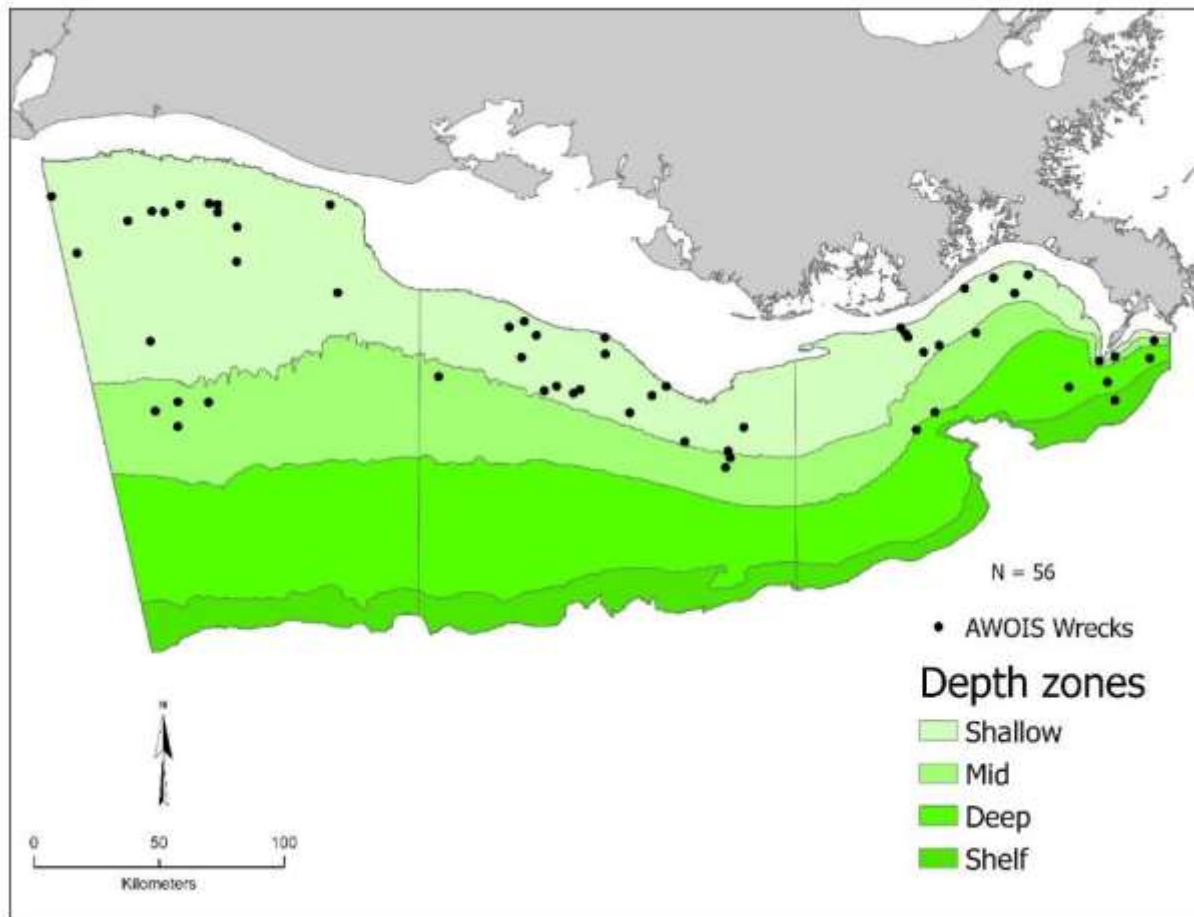 N = 56
AWOIS Wrecks
Depth zones
Shallow
Mid
Deep
Shelf
N
0 50 100
Kilometers